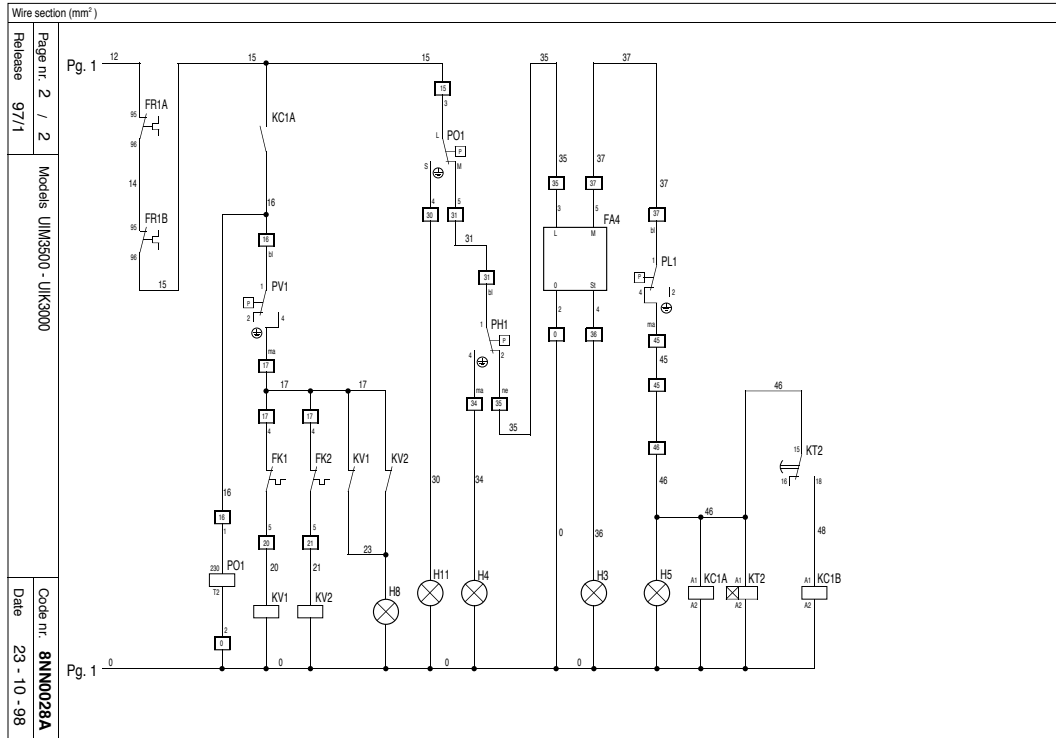 Wire section (mm²)
Page nr. 2 / 2
Release 97/1
Models UIM3500 - UIK3000
Code nr. 8NN0028A
Date 23 - 10 - 98
Pg. 1
12
15
15
35
37
95
FR1A
96
14
95
FR1B
96
15
KC1A
16
16
bl
1
PV1
P
2
4
ma
17
17
17
17
4
17
4
FK1
FK2
KV1
KV2
5
20
20
5
21
21
23
16
16
1
230
PO1
T2
2
0
KV1
KV2
H8
15
3
L
PO1
P
S
M
4
30
5
31
31
31
bl
1
PH1
P
4
2
ma
34
ne
35
35
30
34
H11
H4
35
35
3
37
37
5
FA4
L
M
0
St
2
0
4
36
0
36
H3
37
37
bl
1
PL1
P
4
2
ma
45
45
45
46
46
46
46
15
KT2
16
18
48
H5
A1
KC1A
A2
A1
KT2
A2
A1
KC1B
A2
Pg. 1
0
0
0
0